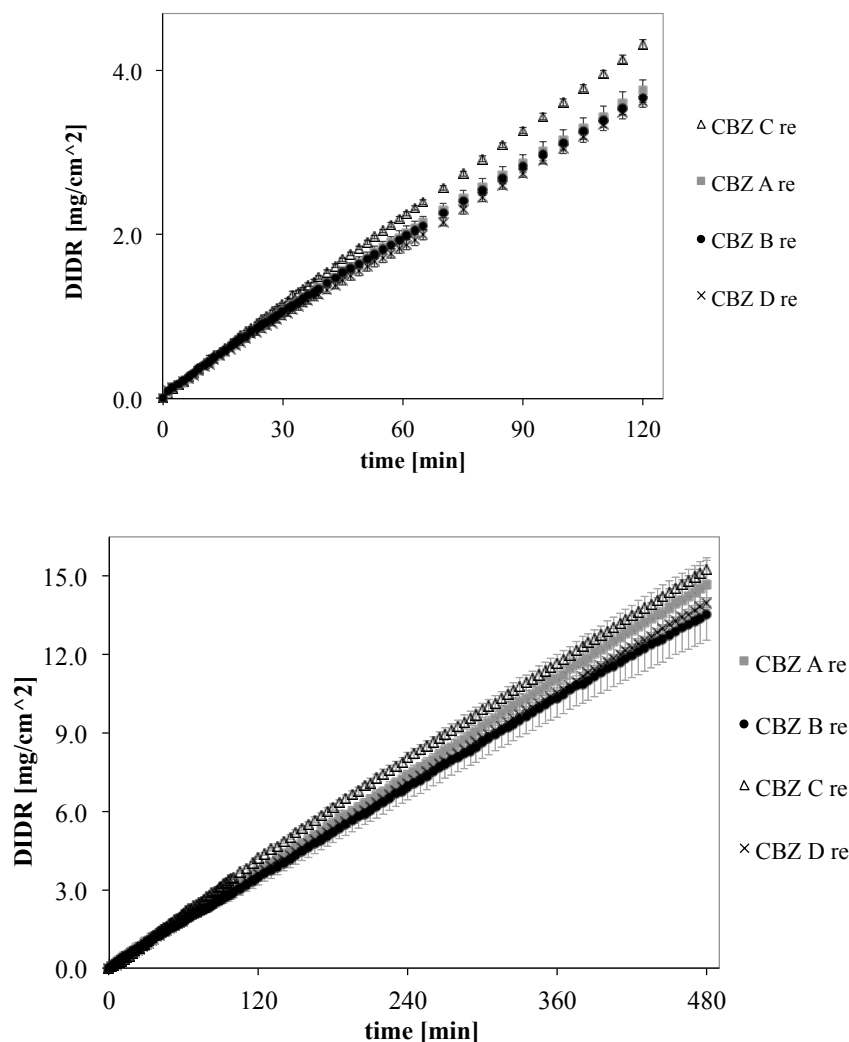 4.0
2.0
0.0
DIDR [mg/cm^2]
0 30 60 90 120
time [min]
CBZ C re
CBZ A re
CBZ B re
CBZ D re
15.0
12.0
9.0
6.0
3.0
0.0
DIDR [mg/cm^2]
0 120 240 360 480
time [min]
CBZ A re
CBZ B re
CBZ C re
CBZ D re